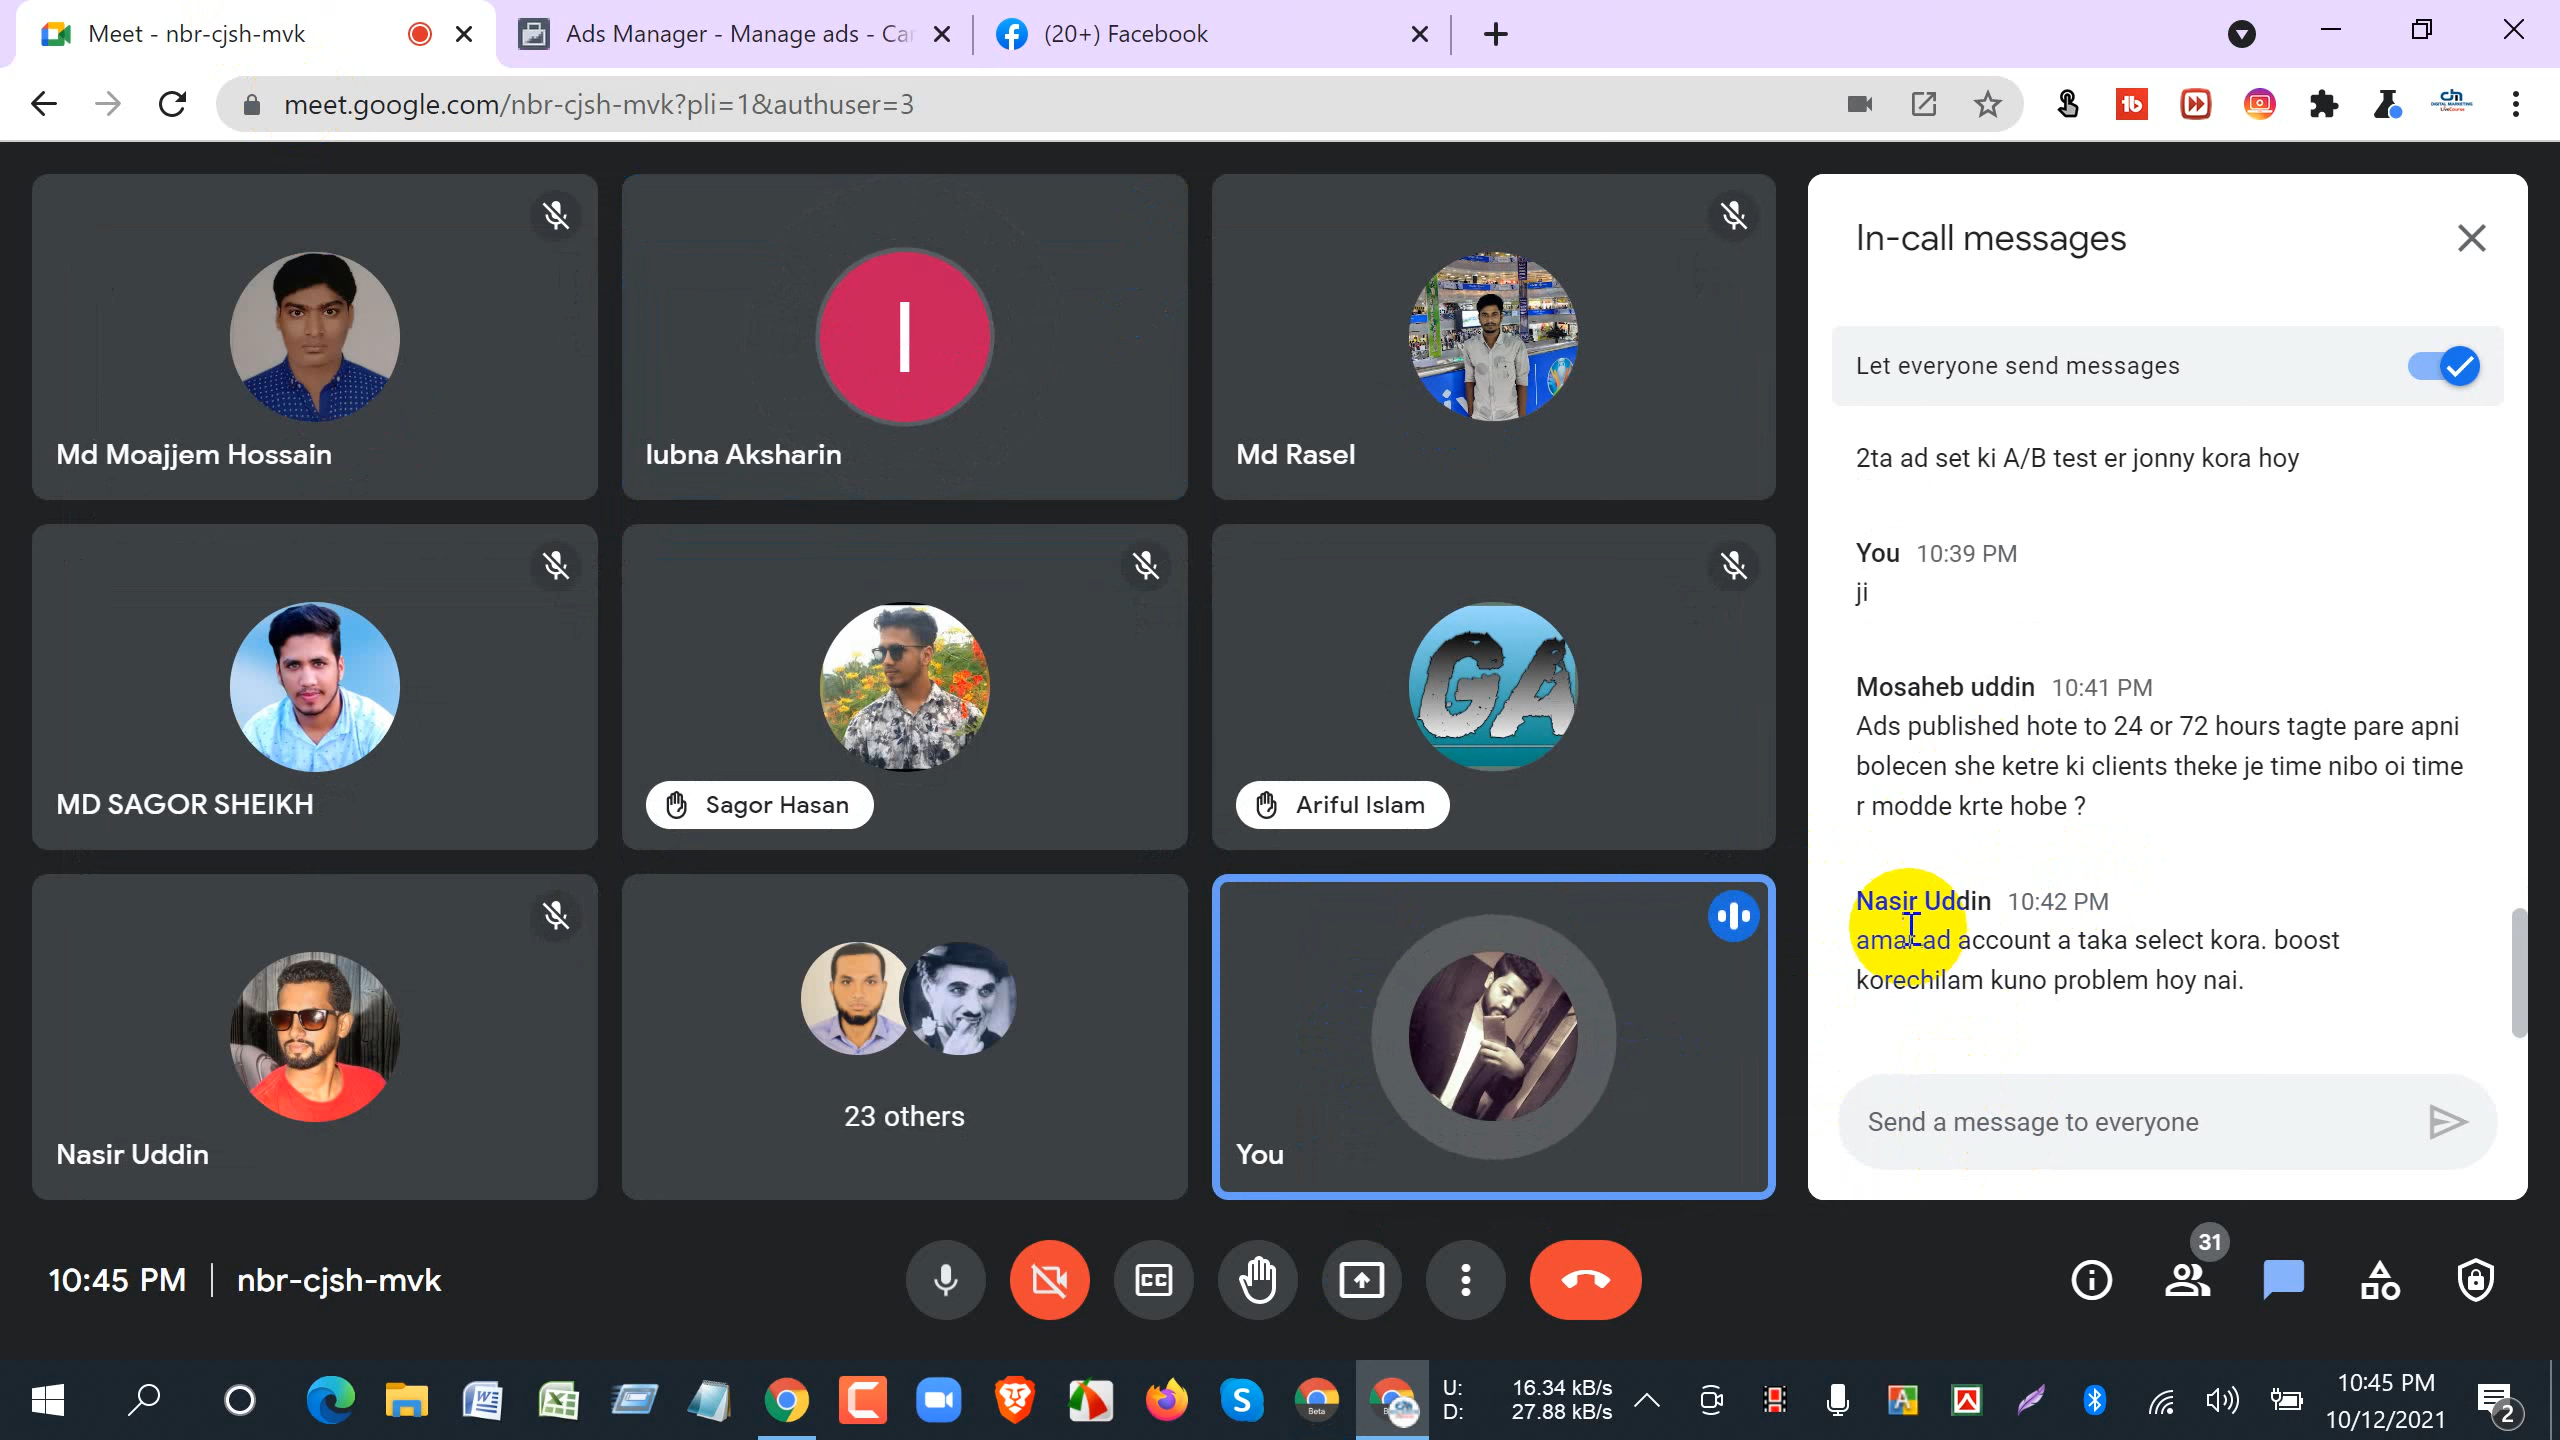 Meet - nbr-cjsh-mvk
Ads Manager - Manage ads - Car
(20+) Facebook
meet.google.com/nbr-cjsh-mvk?pli=1&authuser=3
Md Moajjem Hossain
I
lubna Aksharin
Md Rasel
MD SAGOR SHEIKH
Sagor Hasan
GA
Ariful Islam
Nasir Uddin
23 others
You
In-call messages
Let everyone send messages
2ta ad set ki A/B test er jonny kora hoy
You 10:39 PM
ji
Mosaheb uddin 10:41 PM
Ads published hote to 24 or 72 hours tagte pare apni
bolecen she ketre ki clients theke je time nibo oi time
r modde krte hobe ?
Nasir Uddin 10:42 PM
amar ad account a taka select kora. boost
korechilam kuno problem hoy nai.
Send a message to everyone
10:45 PM | nbr-cjsh-mvk
CC
31
U: 16.34 kB/s
D: 27.88 kB/s
10:45 PM
10/12/2021
2
Beta